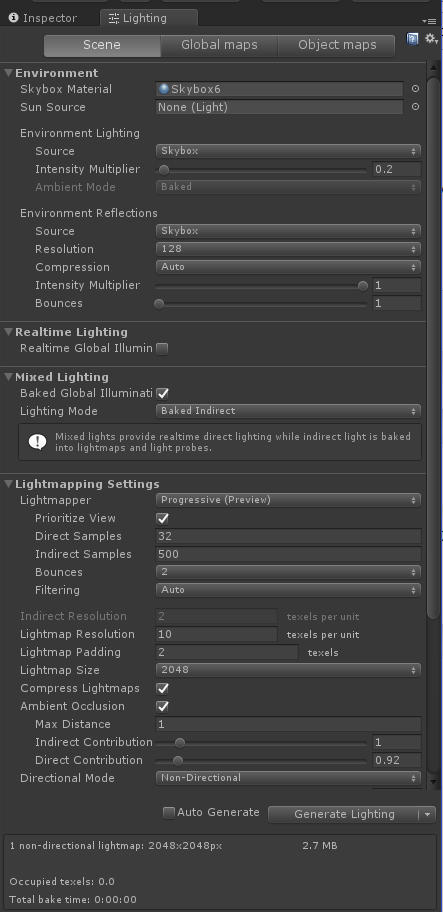 Inspector Lighting
Scene Global maps Object maps
Environment
Skybox Material Skybox6
Sun Source None (Light)
Environment Lighting
Source Skybox
Intensity Multiplier 0.2
Ambient Mode Baked
Environment Reflections
Source Skybox
Resolution 128
Compression Auto
Intensity Multiplier 1
Bounces 1
Realtime Lighting
Realtime Global Illumin
Mixed Lighting
Baked Global Illuminati
Lighting Mode Baked Indirect
Mixed lights provide realtime direct lighting while indirect light is baked
into lightmaps and light probes.
Lightmapping Settings
Lightmapper Progressive (Preview)
Prioritize View
Direct Samples 32
Indirect Samples 500
Bounces 2
Filtering Auto
Indirect Resolution 2 texels per unit
Lightmap Resolution 10 texels per unit
Lightmap Padding 2 texels
Lightmap Size 2048
Compress Lightmaps
Ambient Occlusion
Max Distance 1
Indirect Contribution 1
Direct Contribution 0.92
Directional Mode Non-Directional
Auto Generate Generate Lighting
1 non-directional lightmap: 2048x2048px 2.7 MB
Occupied texels: 0.0
Total bake time: 0:00:00